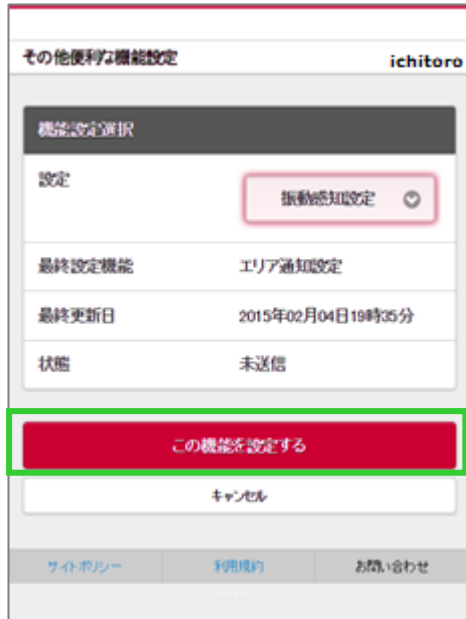 その他便利な機能設定
ichitoro
機能設定選択
設定 振動感知設定
最終設定機能 エリア通知設定
最終更新日 2015年02月04日19時35分
状態 未送信
この機能を設定する
キャンセル
サイトポリシー 利用規約 お問い合わせ